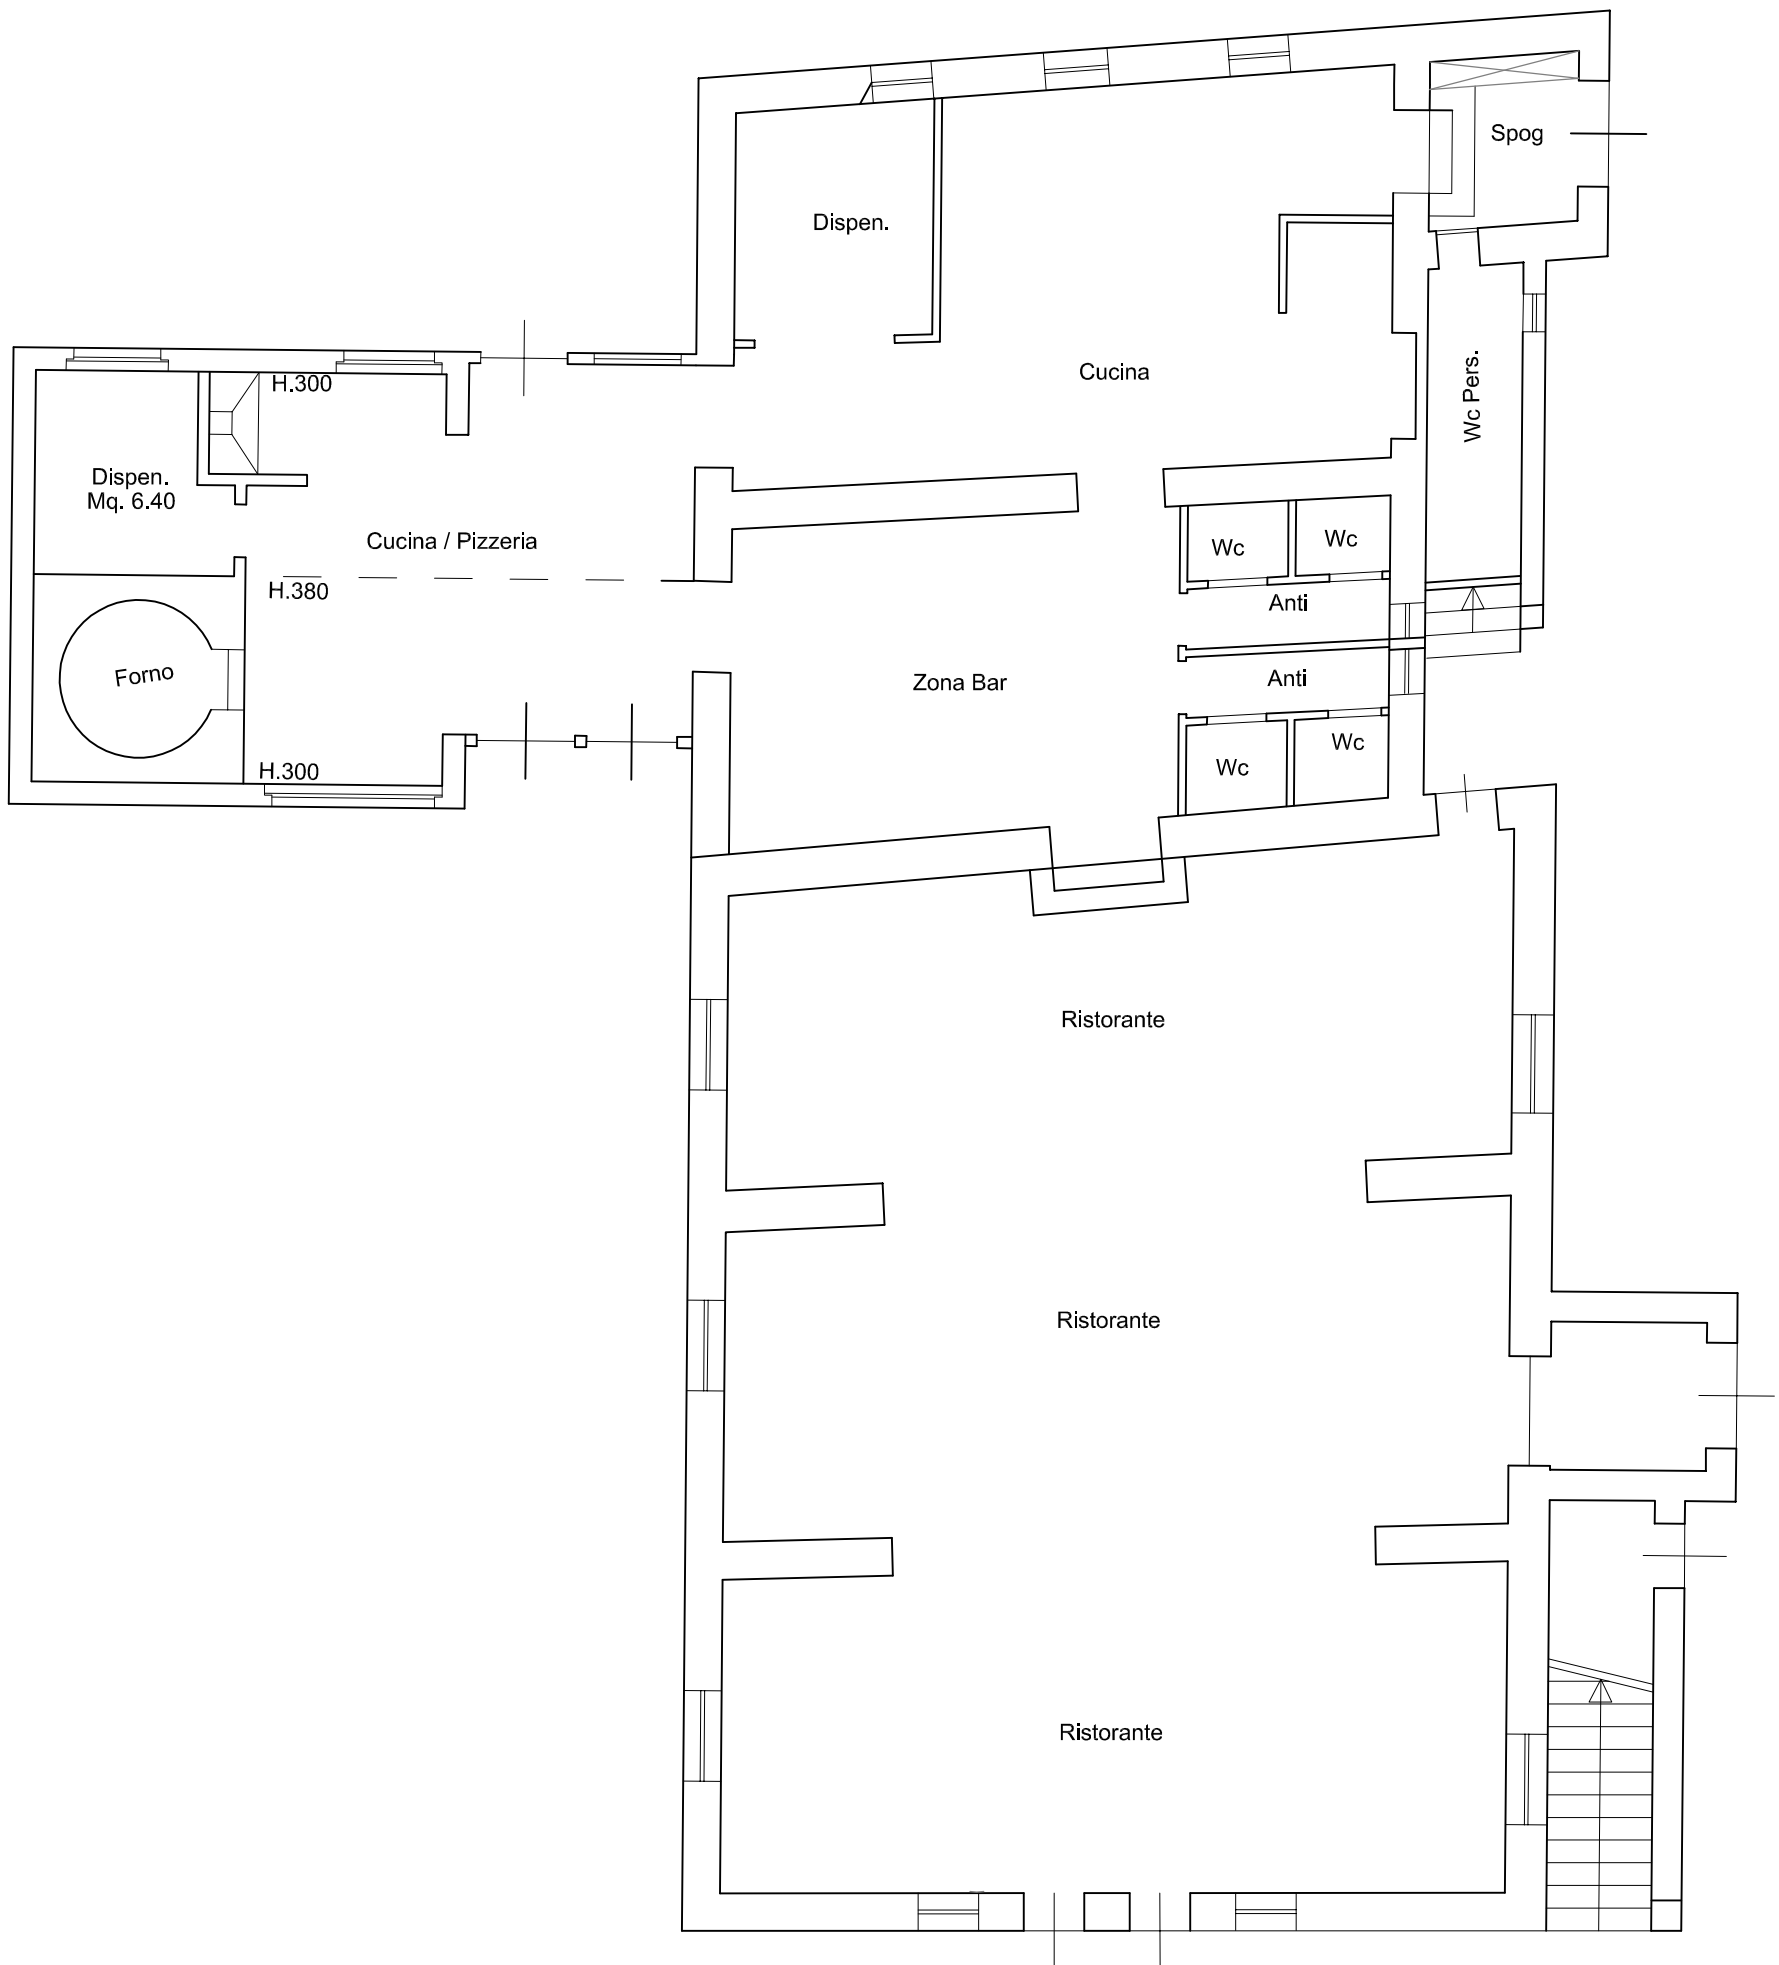 Spog
Dispen.
Cucina
Wc Pers.
H.300
Dispen.
Mq. 6.40
Cucina / Pizzeria
H.380
Wc
Wc
Anti
Forno
Zona Bar
Anti
Wc
Wc
H.300
Ristorante
Ristorante
Ristorante